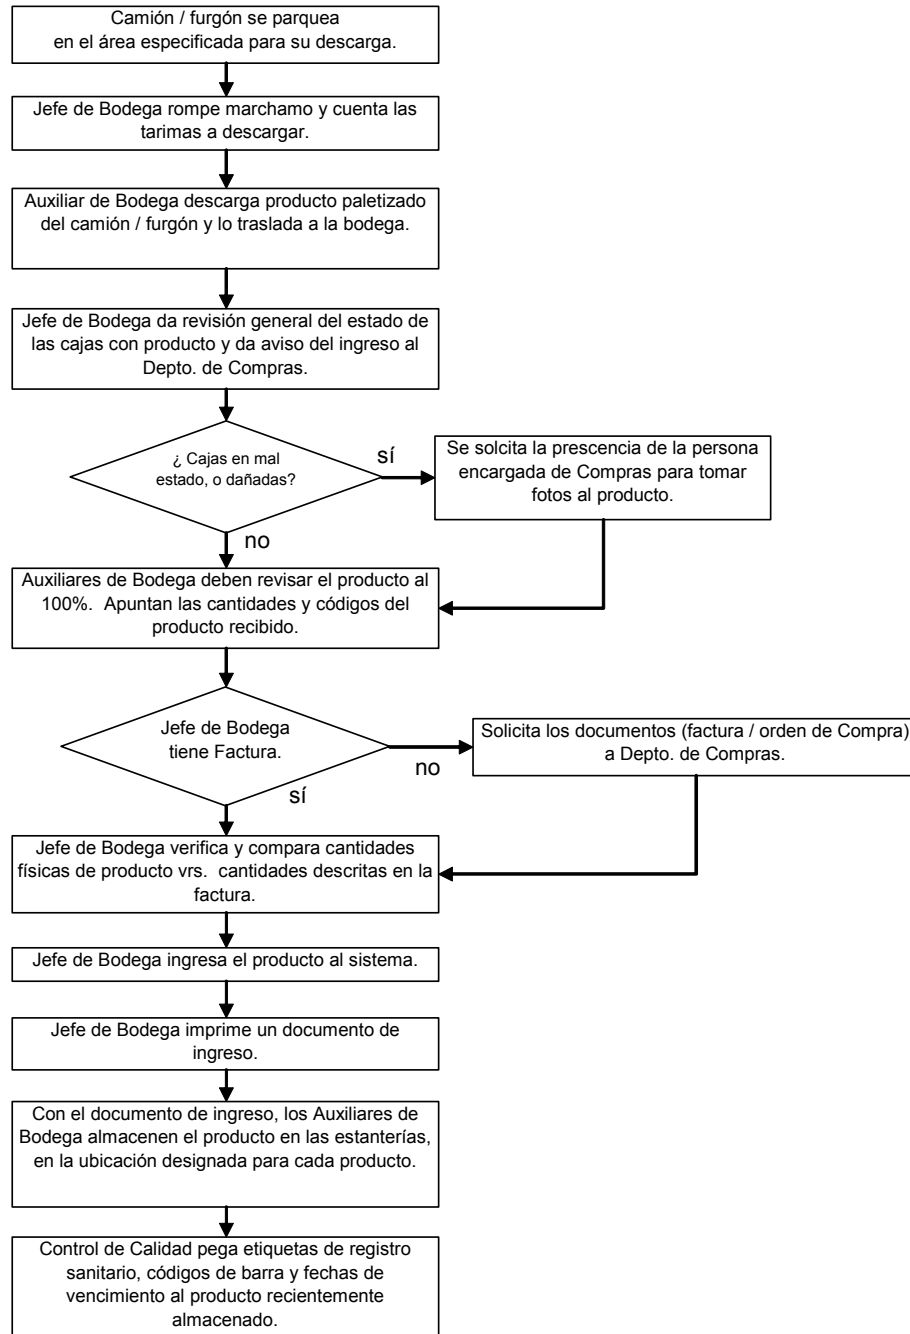 Camión / furgón se parquea
en el área especificada para su descarga.
Jefe de Bodega rompe marchamo y cuenta las
tarimas a descargar.
Auxiliar de Bodega descarga producto paletizado
del camión / furgón y lo traslada a la bodega.
Jefe de Bodega da revisión general del estado de
las cajas con producto y da aviso del ingreso al
Depto. de Compras.
¿ Cajas en mal
estado, o dañadas?
sí
Se solcita la prescencia de la persona
encargada de Compras para tomar
fotos al producto.
no
Auxiliares de Bodega deben revisar el producto al
100%.  Apuntan las cantidades y códigos del
producto recibido.
Jefe de Bodega
tiene Factura.
no
Solicita los documentos (factura / orden de Compra)
a Depto. de Compras.
sí
Jefe de Bodega verifica y compara cantidades
físicas de producto vrs.  cantidades descritas en la
factura.
Jefe de Bodega ingresa el producto al sistema.
Jefe de Bodega imprime un documento de
ingreso.
Con el documento de ingreso, los Auxiliares de
Bodega almacenen el producto en las estanterías,
en la ubicación designada para cada producto.
Control de Calidad pega etiquetas de registro
sanitario, códigos de barra y fechas de
vencimiento al producto recientemente
almacenado.